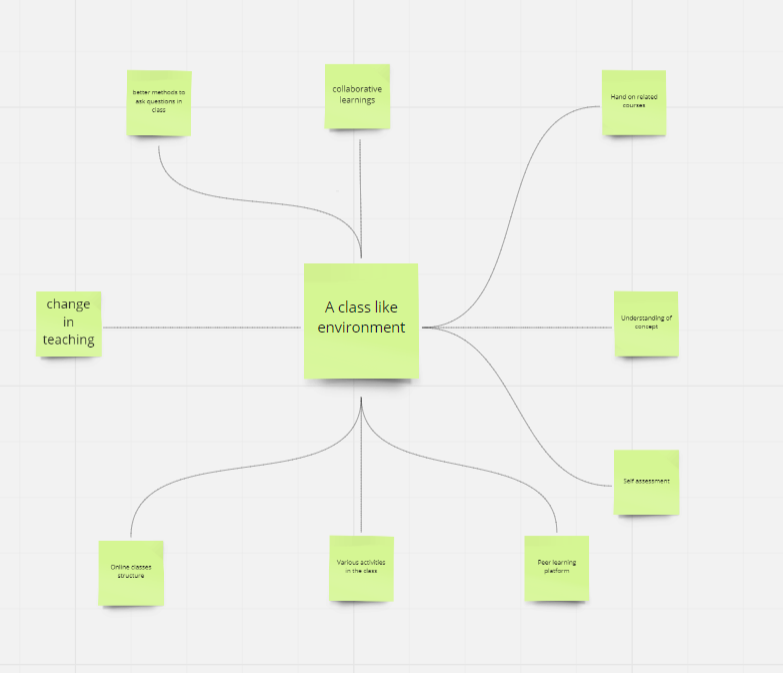 better methods to
ask questions in
class
collaborative
learnings
Hand on related
courses
A class like
environment
change
in
teaching
Understanding of
concept
Self assessment
Online classes
structure
Various activities
in the class
Peer learning
platform